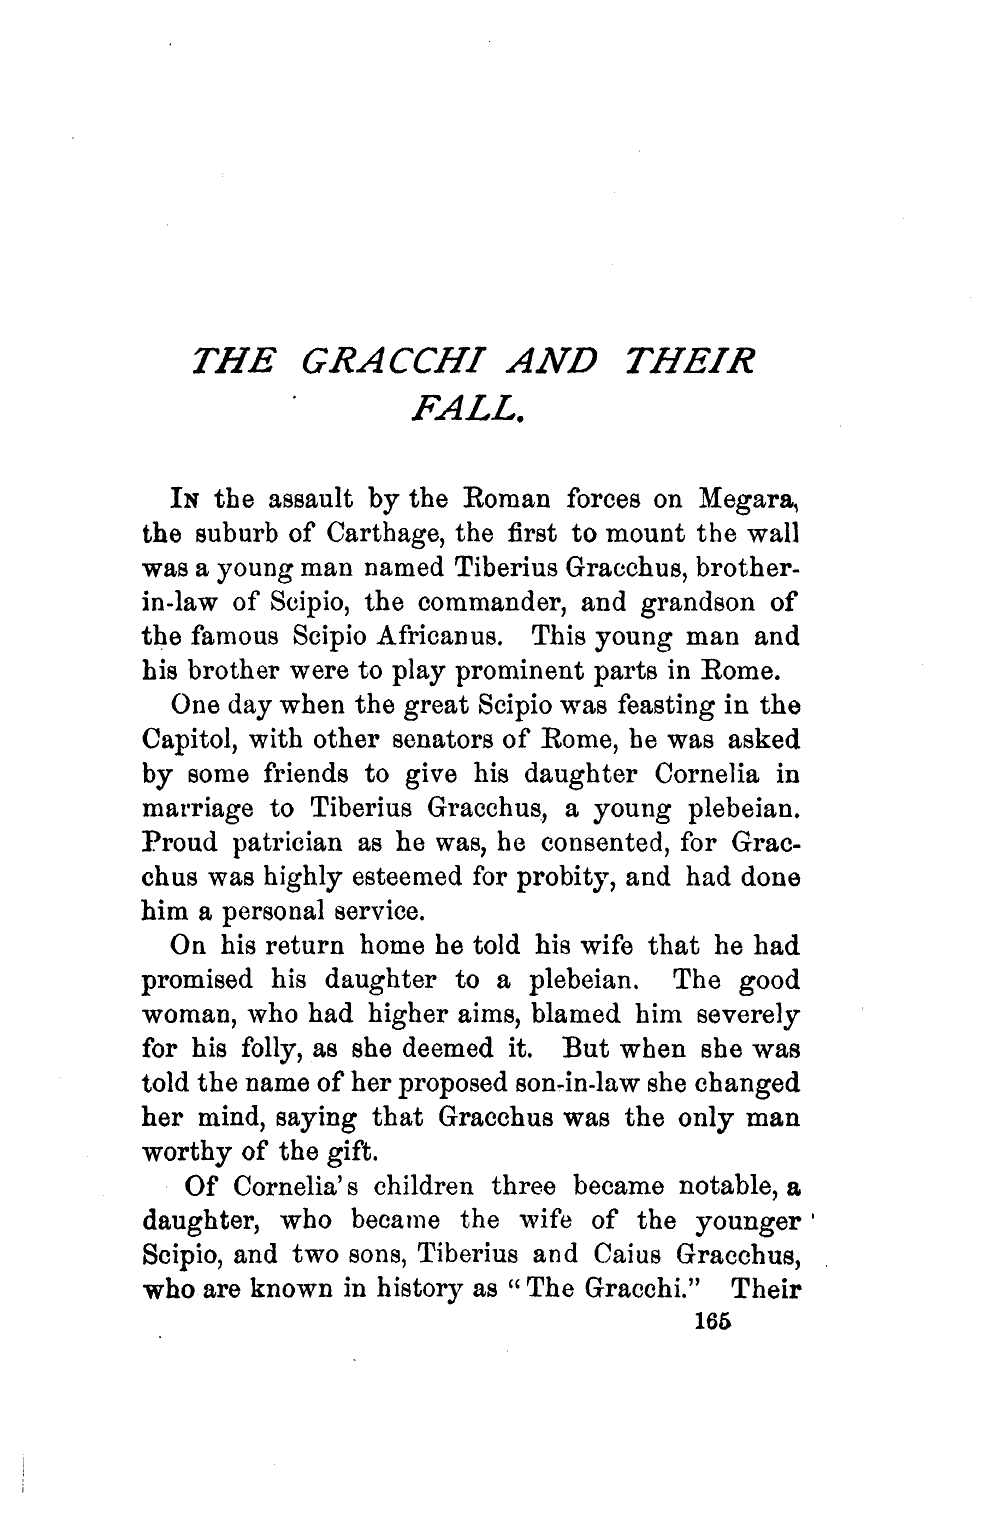 THE GRACCHI AND THEIR
FALL.
IN the assault by the Roman forces on Megara,
the suburb of Carthage, the first to mount the wall
was a young man named Tiberius Gracchus, brother-
in-law of Scipio, the commander, and grandson of
the famous Scipio Africanus. This young man and
his brother were to play prominent parts in Rome.
One day when the great Scipio was feasting in the
Capitol, with other senators of Rome, he was asked
by some friends to give his daughter Cornelia in
marriage to Tiberius Gracchus, a young plebeian.
Proud patrician as he was, he consented, for Grac-
chus was highly esteemed for probity, and had done
him a personal service.
On his return home he told his wife that he had
promised his daughter to a plebeian. The good
woman, who had higher aims, blamed him severely
for his folly, as she deemed it. But when she was
told the name of her proposed son-in-law she changed
her mind, saying that Gracchus was the only man
worthy of the gift.
Of Cornelia's children three became notable, a
daughter, who became the wife of the younger
Scipio, and two sons, Tiberius and Caius Gracchus,
who are known in history as “The Gracchi.” Their
165